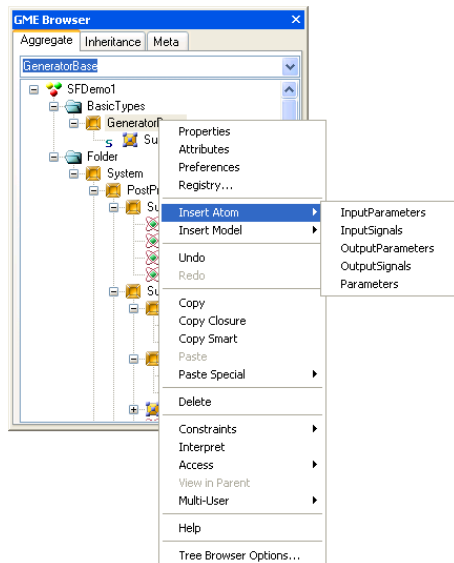 GME Browser
Aggregate Inheritance Meta
GeneratorBase
SFDemo1
BasicTypes
S
Folder
System
Properties
Attributes
Preferences
Registry...
Insert Atom
Insert Model
Undo
Redo
Copy
Copy Closure
Copy Smart
Paste
Paste Special
Delete
Constraints
Interpret
Access
View in Parent
Multi-User
Help
Tree Browser Options...
InputParameters
InputSignals
OutputParameters
OutputSignals
Parameters